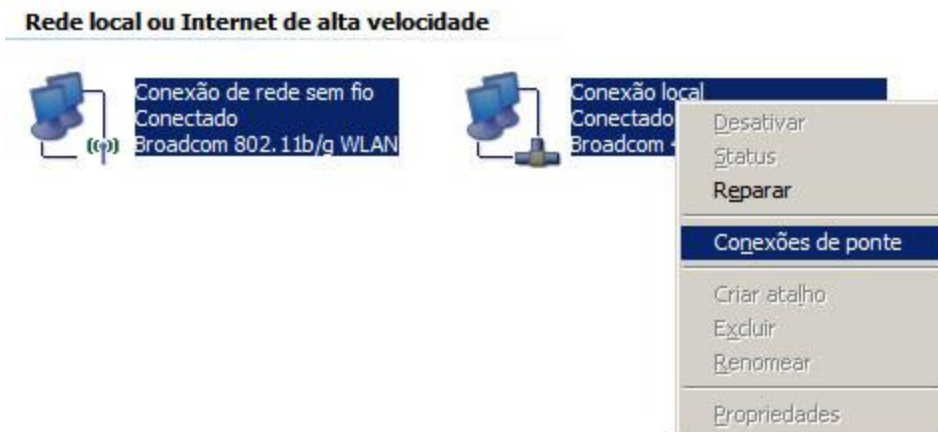 Rede local ou Internet de alta velocidade
Conexão de rede sem fio
Conectado
Broadcom 802.11b/g WLAN
Conexão local
Conectado
Broadcom
Desativar
Status
Reparar
Conexões de ponte
Criar atalho
Excluir
Renomear
Propriedades